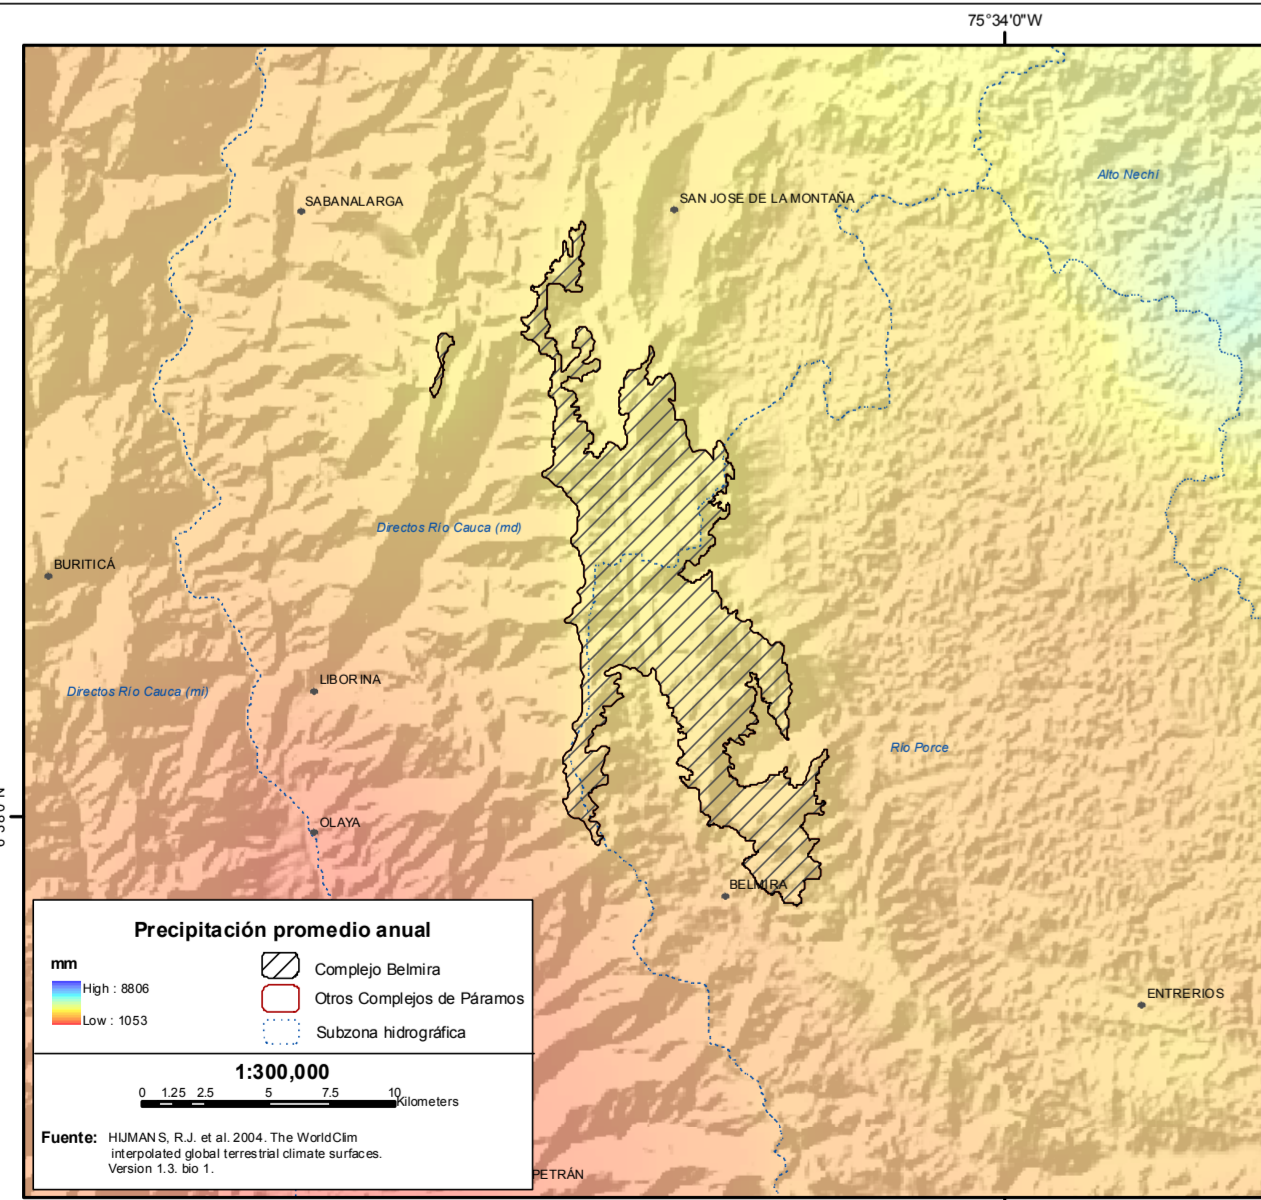 75°34'0"W
Alto Nechí
SABANALARGA
SAN JOSE DE LA MONTAÑA
Directos Río Cauca (md)
BURITICÁ
LIBORINA
Directos Río Cauca (mi)
Río Porce
OLAYA
BELMIRA
ENTRERIOS
Precipitación promedio anual
mm
High : 8806
Low : 1053
Complejo Belmira
Otros Complejos de Páramos
Subzona hidrográfica
1:300,000
0 1.25 2.5 5 7.5 10
Kilometers
Fuente: HIJMANS, R.J. et al. 2004. The WorldClim
interpolated global terrestrial climate surfaces.
Version 1.3. bio 1.
PETRÁN